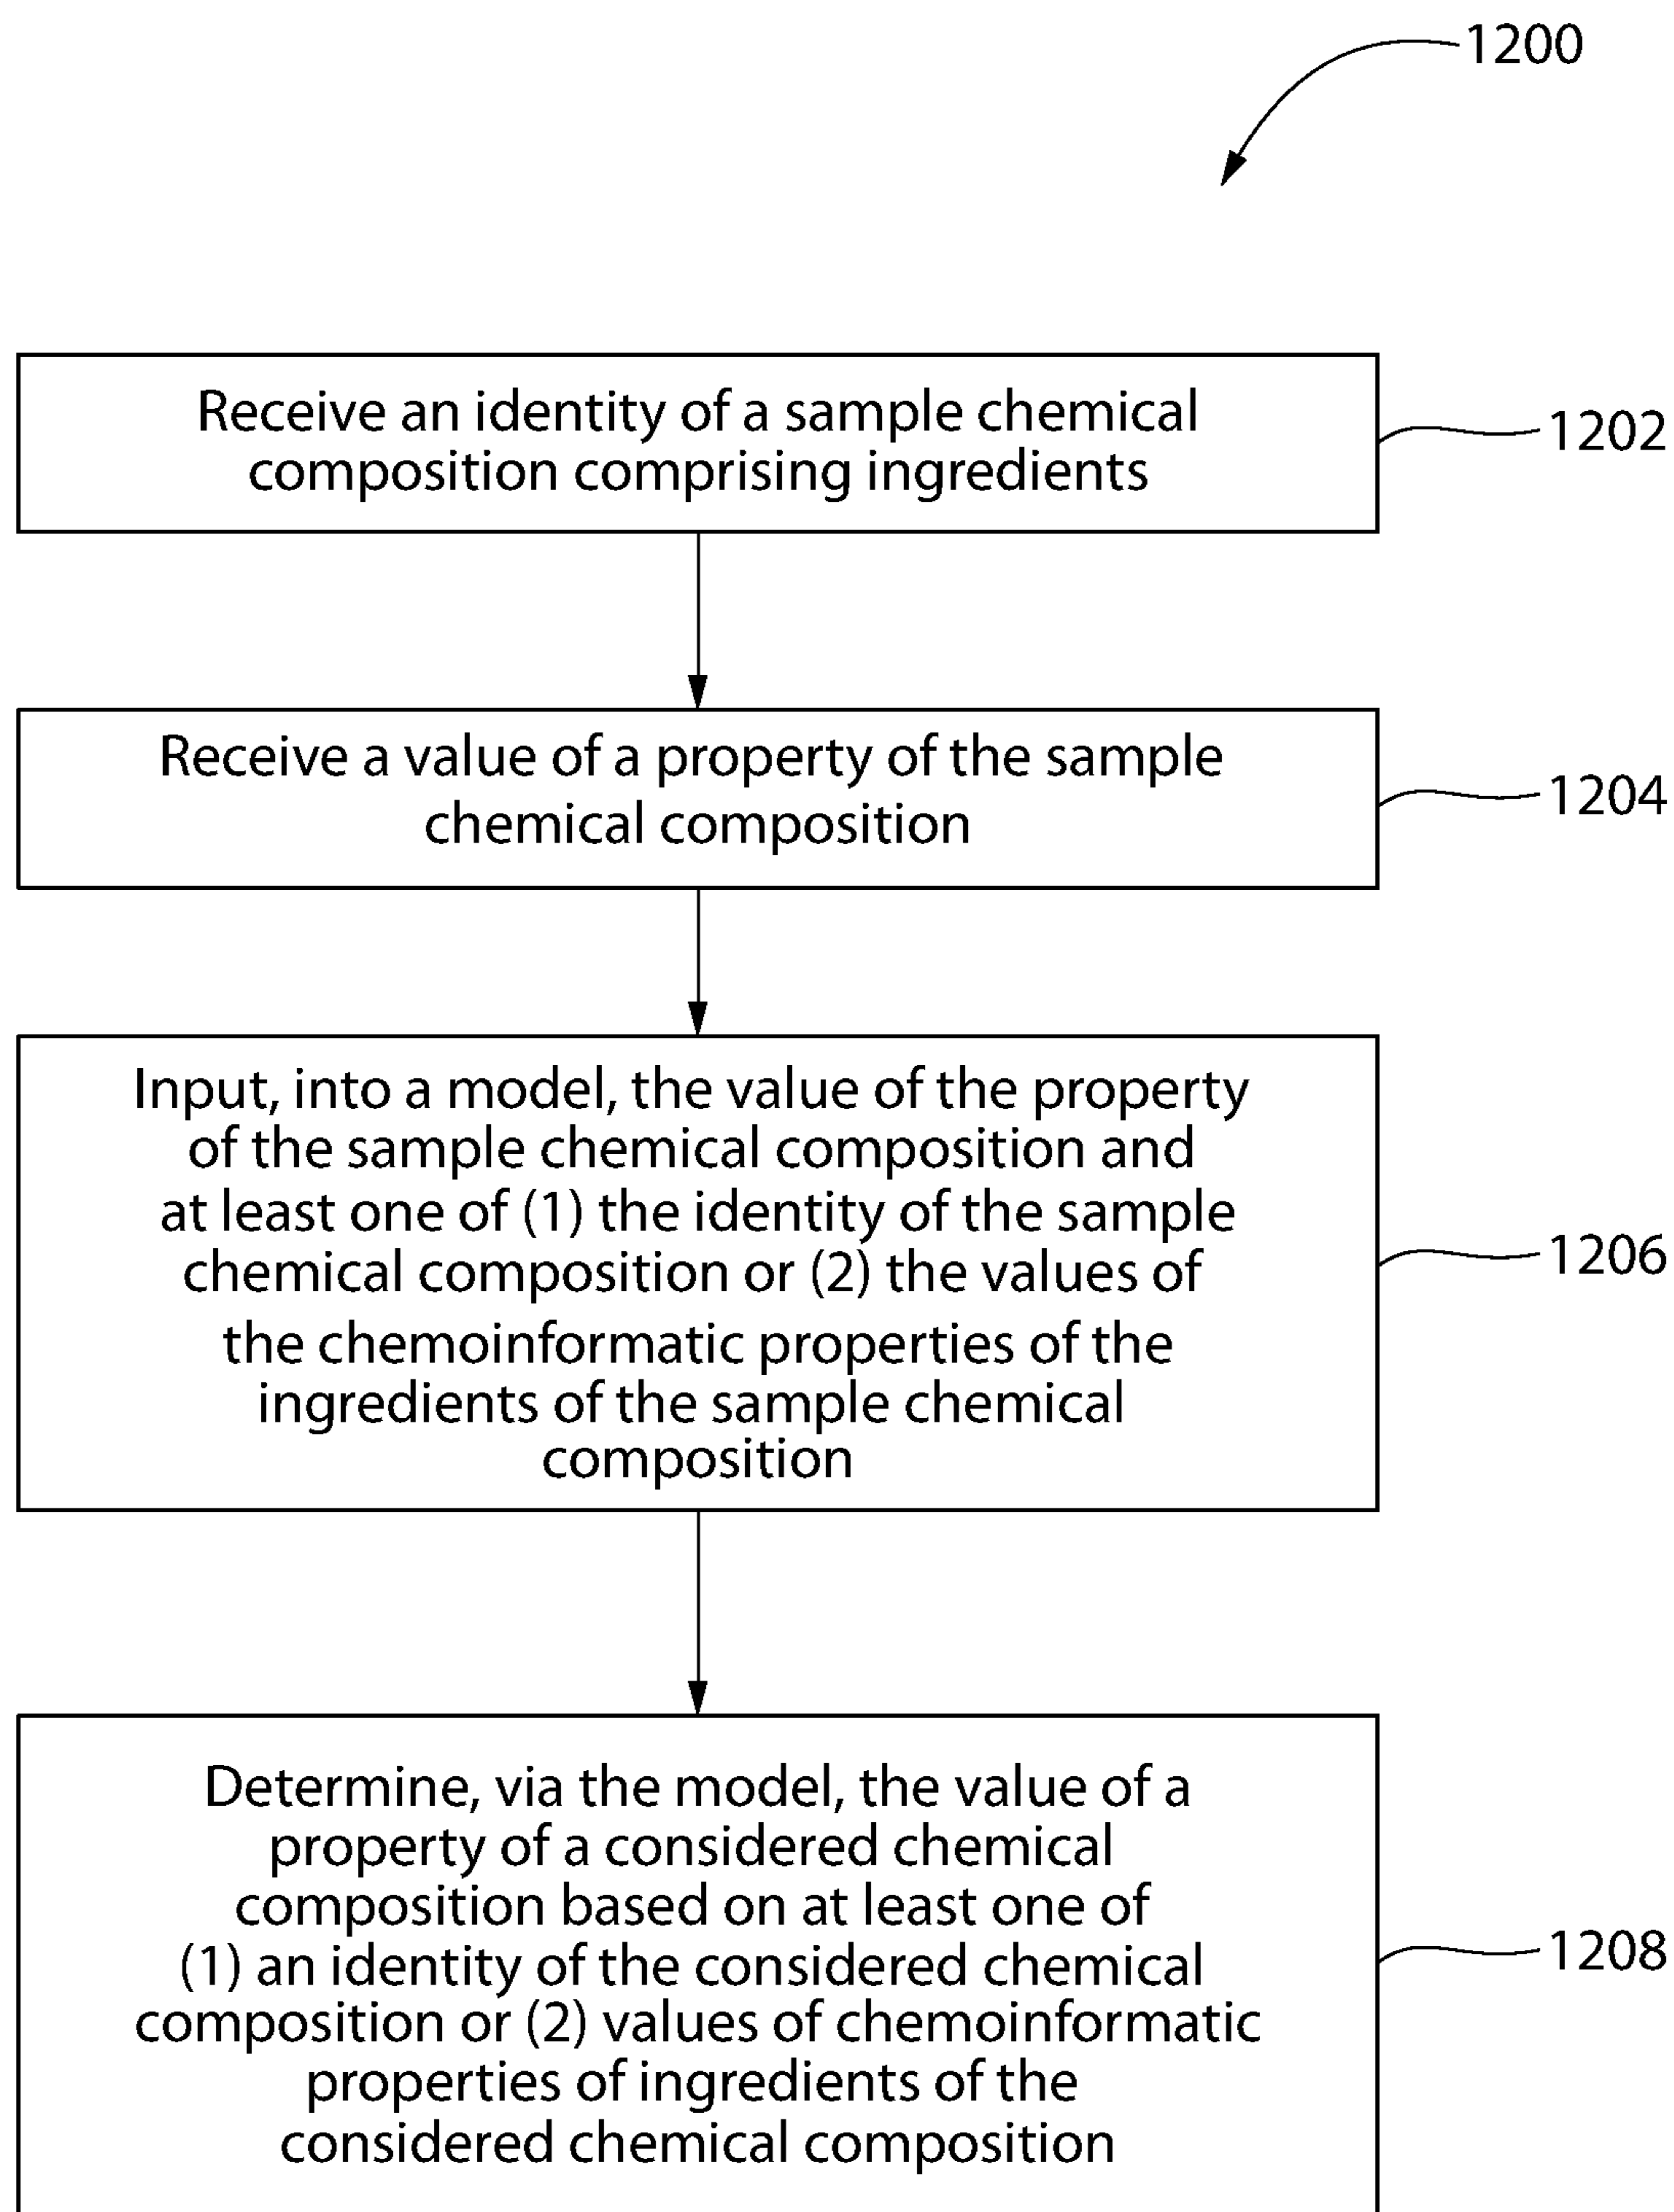 1200
Receive an identity of a sample chemical
composition comprising ingredients
1202
Receive a value of a property of the sample
chemical composition
1204
Input, into a model, the value of the property
of the sample chemical composition and
at least one of (1) the identity of the sample
chemical composition or (2) the values of
the chemoinformatic properties of the
ingredients of the sample chemical
composition
1206
Determine, via the model, the value of a
property of a considered chemical
composition based on at least one of
(1) an identity of the considered chemical
composition or (2) values of chemoinformatic
properties of ingredients of the
considered chemical composition
1208